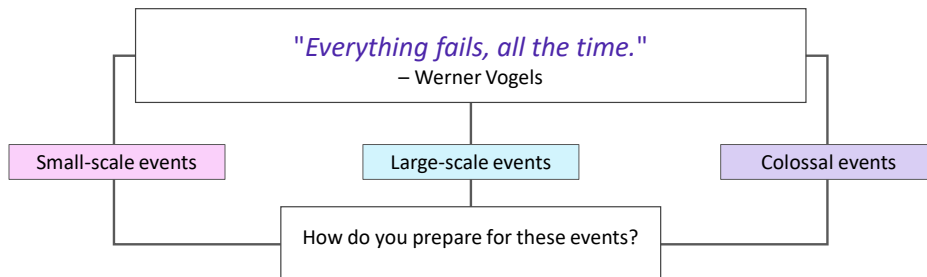 "Everything fails, all the time."
– Werner Vogels
Small-scale events
Large-scale events
Colossal events
How do you prepare for these events?